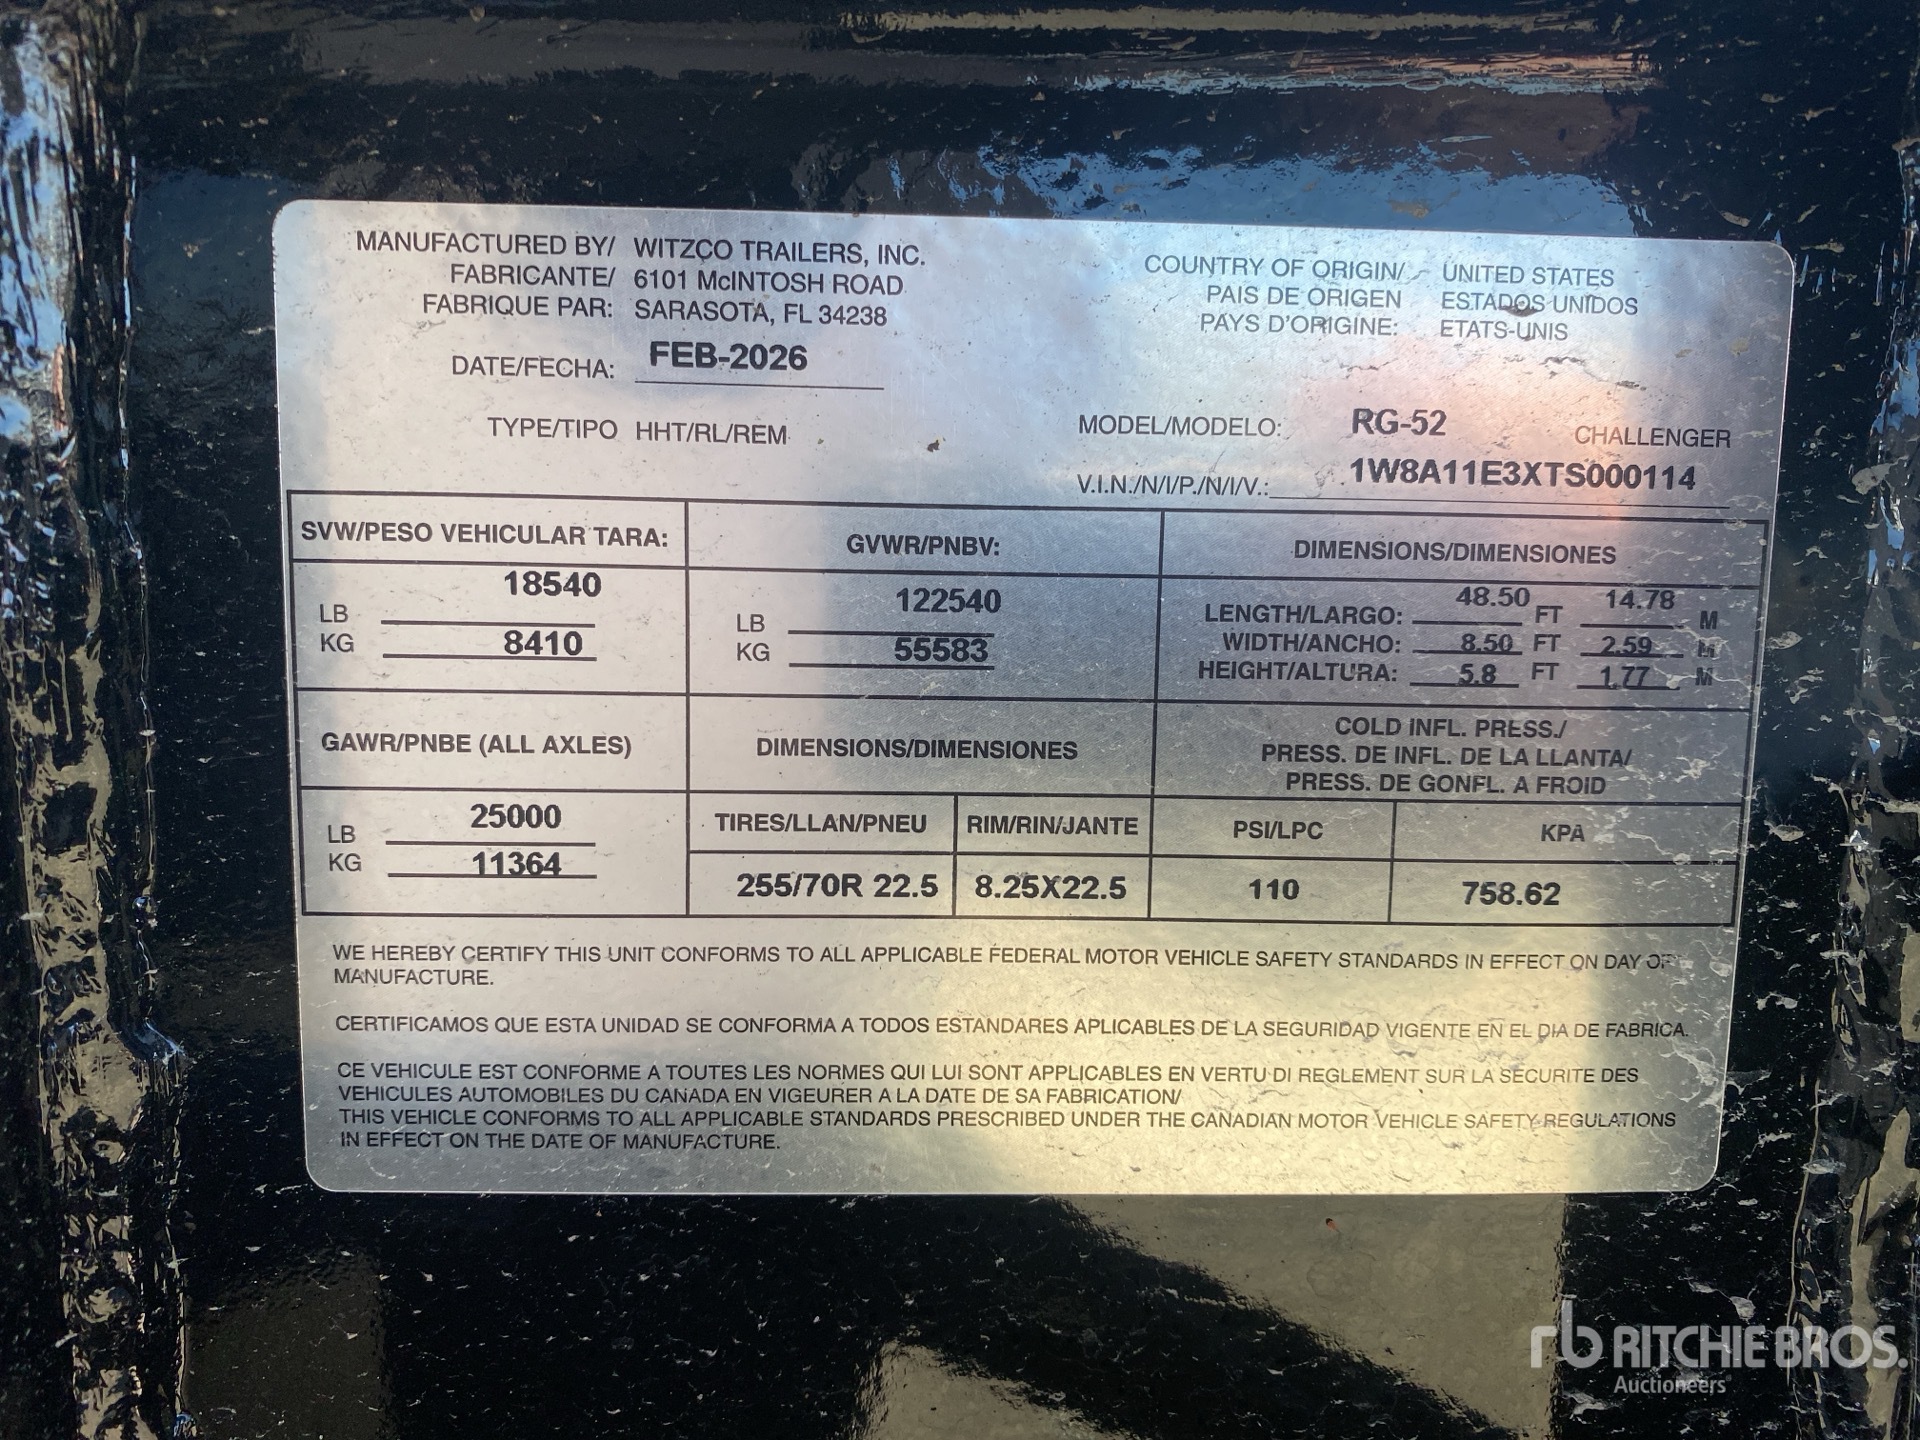 MANUFACTURED BY/ WITZCO TRAILERS, INC.
FABRICANTE/ 6101 McINTOSH ROAD
FABRIQUE PAR: SARASOTA, FL 34238
COUNTRY OF ORIGIN/ UNITED STATES
PAIS DE ORIGEN ESTADOS UNIDOS
PAYS D'ORIGINE: ETATS-UNIS
DATE/FECHA: FEB-2026
TYPE/TIPO HHT/RL/REM
MODEL/MODELO: RG-52 CHALLENGER
V.I.N./N/I/P./N/I/V.: 1W8A11E3XTS000114
SVW/PESO VEHICULAR TARA:
LB 18540
KG 8410
GVWR/PNBV:
LB 122540
KG 55583
DIMENSIONS/DIMENSIONES
LENGTH/LARGO: 48.50 FT 14.78 M
WIDTH/ANCHO: 8.50 FT 2.59 M
HEIGHT/ALTURA: 5.8 FT 1.77 M
GAWR/PNBE (ALL AXLES)
LB 25000
KG 11364
DIMENSIONS/DIMENSIONES
TIRES/LLAN/PNEU RIM/RIN/JANTE
255/70R 22.5 8.25X22.5
COLD INFL. PRESS./
PRESS. DE INFL. DE LA LLANTA/
PRESS. DE GONFL. A FROID
PSI/LPC KPA
110 758.62
WE HEREBY CERTIFY THIS UNIT CONFORMS TO ALL APPLICABLE FEDERAL MOTOR VEHICLE SAFETY STANDARDS IN EFFECT ON DAY OF
MANUFACTURE.
CERTIFICAMOS QUE ESTA UNIDAD SE CONFORMA A TODOS ESTANDARES APLICABLES DE LA SEGURIDAD VIGENTE EN EL DIA DE FABRICA.
CE VEHICULE EST CONFORME A TOUTES LES NORMES QUI LUI SONT APPLICABLES EN VERTU DI REGLEMENT SUR LA SECURITE DES
VEHICULES AUTOMOBILES DU CANADA EN VIGEURER A LA DATE DE SA FABRICATION/
THIS VEHICLE CONFORMS TO ALL APPLICABLE STANDARDS PRESCRIBED UNDER THE CANADIAN MOTOR VEHICLE SAFETY REGULATIONS
IN EFFECT ON THE DATE OF MANUFACTURE.
rb RITCHIE BROS.
Auctioneers